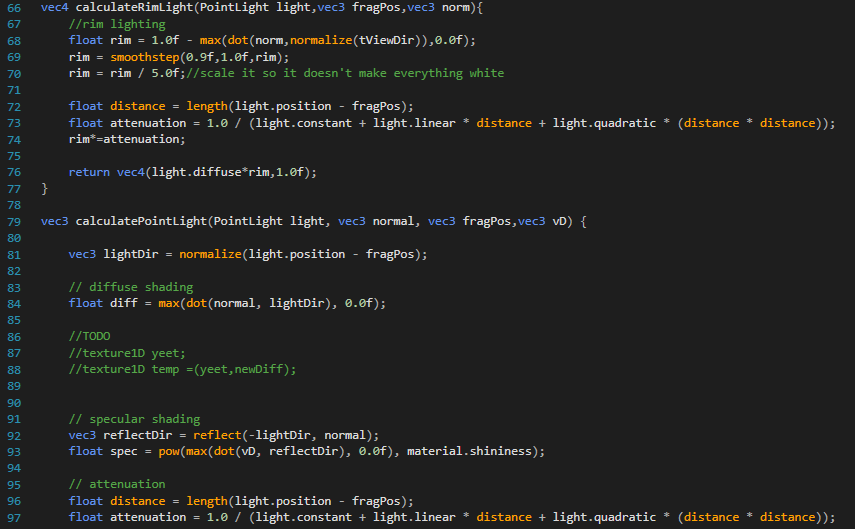 66 vec4 calculateRimLight(PointLight light,vec3 fragPos,vec3 norm){
67 //rim lighting
68 float rim = 1.0f - max(dot(norm,normalize(tViewDir)),0.0f);
69 rim = smoothstep(0.9f,1.0f,rim);
70 rim = rim / 5.0f;//scale it so it doesn't make everything white
71
72 float distance = length(light.position - fragPos);
73 float attenuation = 1.0 / (light.constant + light.linear * distance + light.quadratic * (distance * distance));
74 rim*=attenuation;
75
76 return vec4(light.diffuse*rim,1.0f);
77 }
78
79 vec3 calculatePointLight(PointLight light, vec3 normal, vec3 fragPos,vec3 vD) {
80
81 vec3 lightDir = normalize(light.position - fragPos);
82
83 // diffuse shading
84 float diff = max(dot(normal, lightDir), 0.0f);
85
86 //TODO
87 //texture1D yeet;
88 //texture1D temp =(yeet,newDiff);
89
90
91 // specular shading
92 vec3 reflectDir = reflect(-lightDir, normal);
93 float spec = pow(max(dot(vD, reflectDir), 0.0f), material.shininess);
94
95 // attenuation
96 float distance = length(light.position - fragPos);
97 float attenuation = 1.0 / (light.constant + light.linear * distance + light.quadratic * (distance * distance));